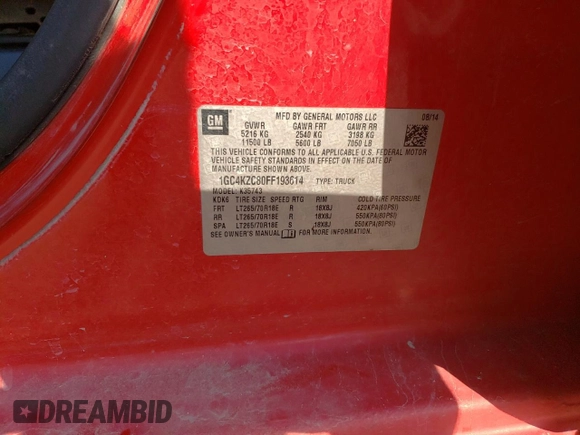 GM
MFD BY GENERAL MOTORS LLC 08/14
GVWR GAWR FRT GAWR RR
5216 KG 2540 KG 3198 KG
11500 LB 5600 LB 7050 LB
THIS VEHICLE CONFORMS TO ALL APPLICABLE U.S. FEDERAL MOTOR
VEHICLE SAFETY STANDARDS IN EFFECT ON THE DATE OF
MANUFACTURE SHOWN ABOVE.
1GC4KZC80FF193614 TYPE: TRUCK
MODEL: K35743
KDK6 TIRE SIZE SPEED RTG RIM COLD TIRE PRESSURE
FRT LT265/70R18E R 18X8J 420KPA(60PSI)
RR LT265/70R18E R 18X8J 550KPA(80PSI)
SPA LT265/70R18E S 18X8J 550KPA(80PSI)
SEE OWNER'S MANUAL FOR MORE INFORMATION.
DREAMBID